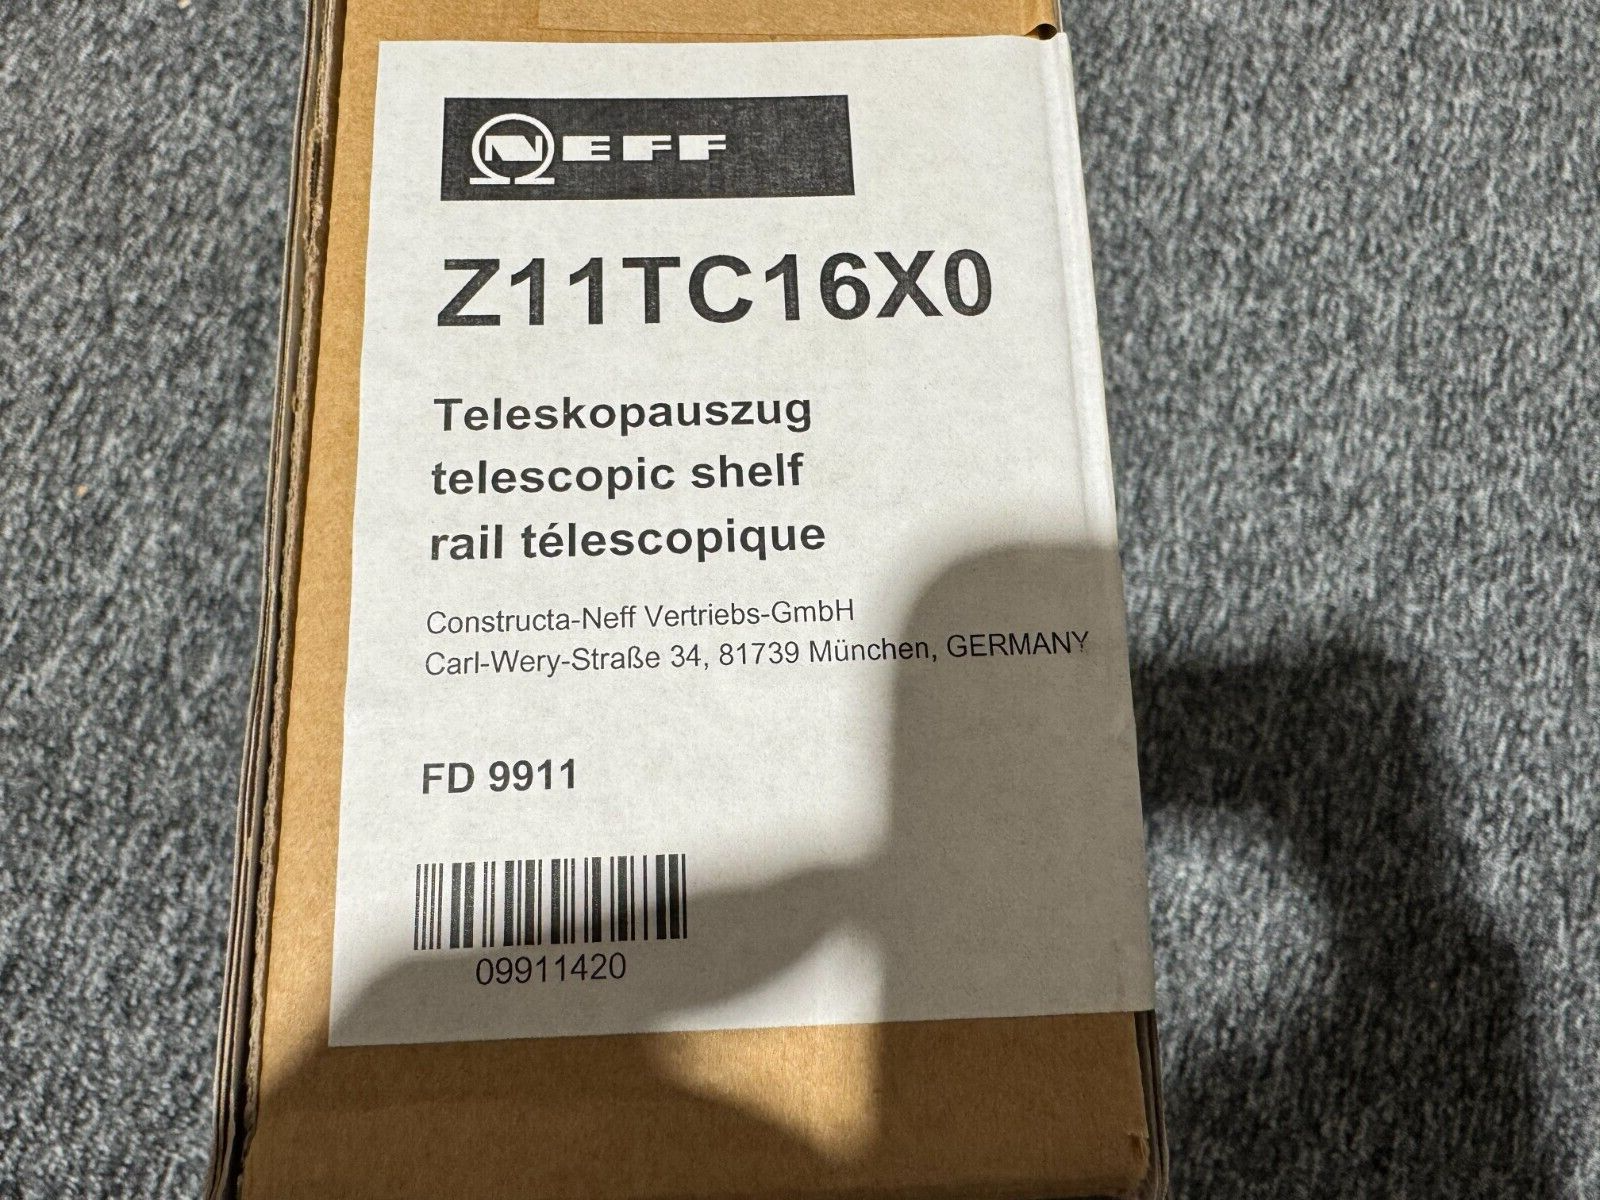 NEFF
Z11TC16X0
Teleskopauszug
telescopic shelf
rail télescopique
Constructa-Neff Vertriebs-GmbH
Carl-Wery-Straße 34, 81739 München, GERMANY
FD 9911
09911420